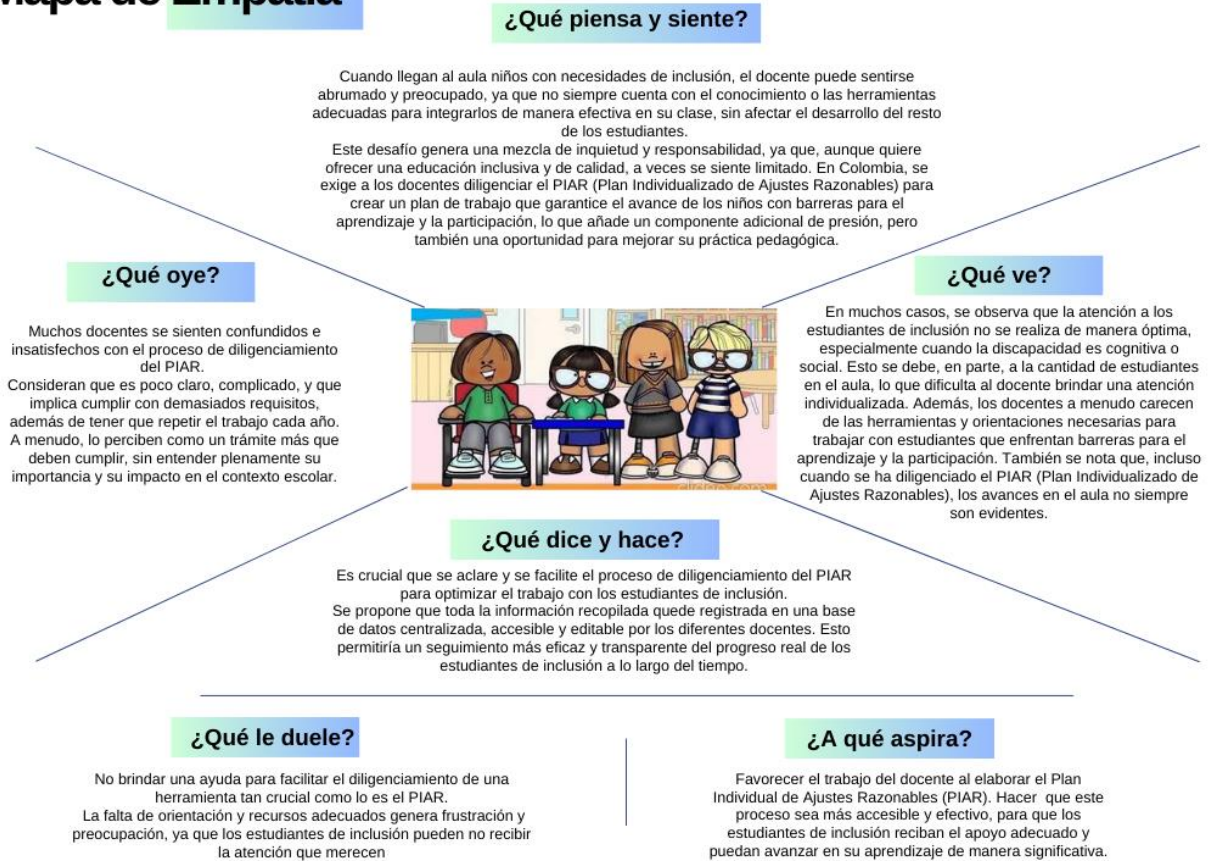 Mapa de Empatía
¿Qué piensa y siente?
Cuando llegan al aula niños con necesidades de inclusión, el docente puede sentirse
abrumado y preocupado, ya que no siempre cuenta con el conocimiento o las herramientas
adecuadas para integrarlos de manera efectiva en su clase, sin afectar el desarrollo del resto
de los estudiantes.
Este desafío genera una mezcla de inquietud y responsabilidad, ya que, aunque quiere
ofrecer una educación inclusiva y de calidad, a veces se siente limitado. En Colombia, se
exige a los docentes diligenciar el PIAR (Plan Individualizado de Ajustes Razonables) para
crear un plan de trabajo que garantice el avance de los niños con barreras para el
aprendizaje y la participación, lo que añade un componente adicional de presión, pero
también una oportunidad para mejorar su práctica pedagógica.
¿Qué oye?
Muchos docentes se sienten confundidos e
insatisfechos con el proceso de diligenciamiento
del PIAR.
Consideran que es poco claro, complicado, y que
implica cumplir con demasiados requisitos,
además de tener que repetir el trabajo cada año.
A menudo, lo perciben como un trámite más que
deben cumplir, sin entender plenamente su
importancia y su impacto en el contexto escolar.
¿Qué ve?
En muchos casos, se observa que la atención a los
estudiantes de inclusión no se realiza de manera óptima,
especialmente cuando la discapacidad es cognitiva o
social. Esto se debe, en parte, a la cantidad de estudiantes
en el aula, lo que dificulta al docente brindar una atención
individualizada. Además, los docentes a menudo carecen
de las herramientas y orientaciones necesarias para
trabajar con estudiantes que enfrentan barreras para el
aprendizaje y la participación. También se nota que, incluso
cuando se ha diligenciado el PIAR (Plan Individualizado de
Ajustes Razonables), los avances en el aula no siempre
son evidentes.
¿Qué dice y hace?
Es crucial que se aclare y se facilite el proceso de diligenciamiento del PIAR
para optimizar el trabajo con los estudiantes de inclusión.
Se propone que toda la información recopilada quede registrada en una base
de datos centralizada, accesible y editable por los diferentes docentes. Esto
permitiría un seguimiento más eficaz y transparente del progreso real de los
estudiantes de inclusión a lo largo del tiempo.
¿Qué le duele?
No brindar una ayuda para facilitar el diligenciamiento de una
herramienta tan crucial como lo es el PIAR.
La falta de orientación y recursos adecuados genera frustración y
preocupación, ya que los estudiantes de inclusión pueden no recibir
la atención que merecen
¿A qué aspira?
Favorecer el trabajo del docente al elaborar el Plan
Individual de Ajustes Razonables (PIAR). Hacer que este
proceso sea más accesible y efectivo, para que los
estudiantes de inclusión reciban el apoyo adecuado y
puedan avanzar en su aprendizaje de manera significativa.